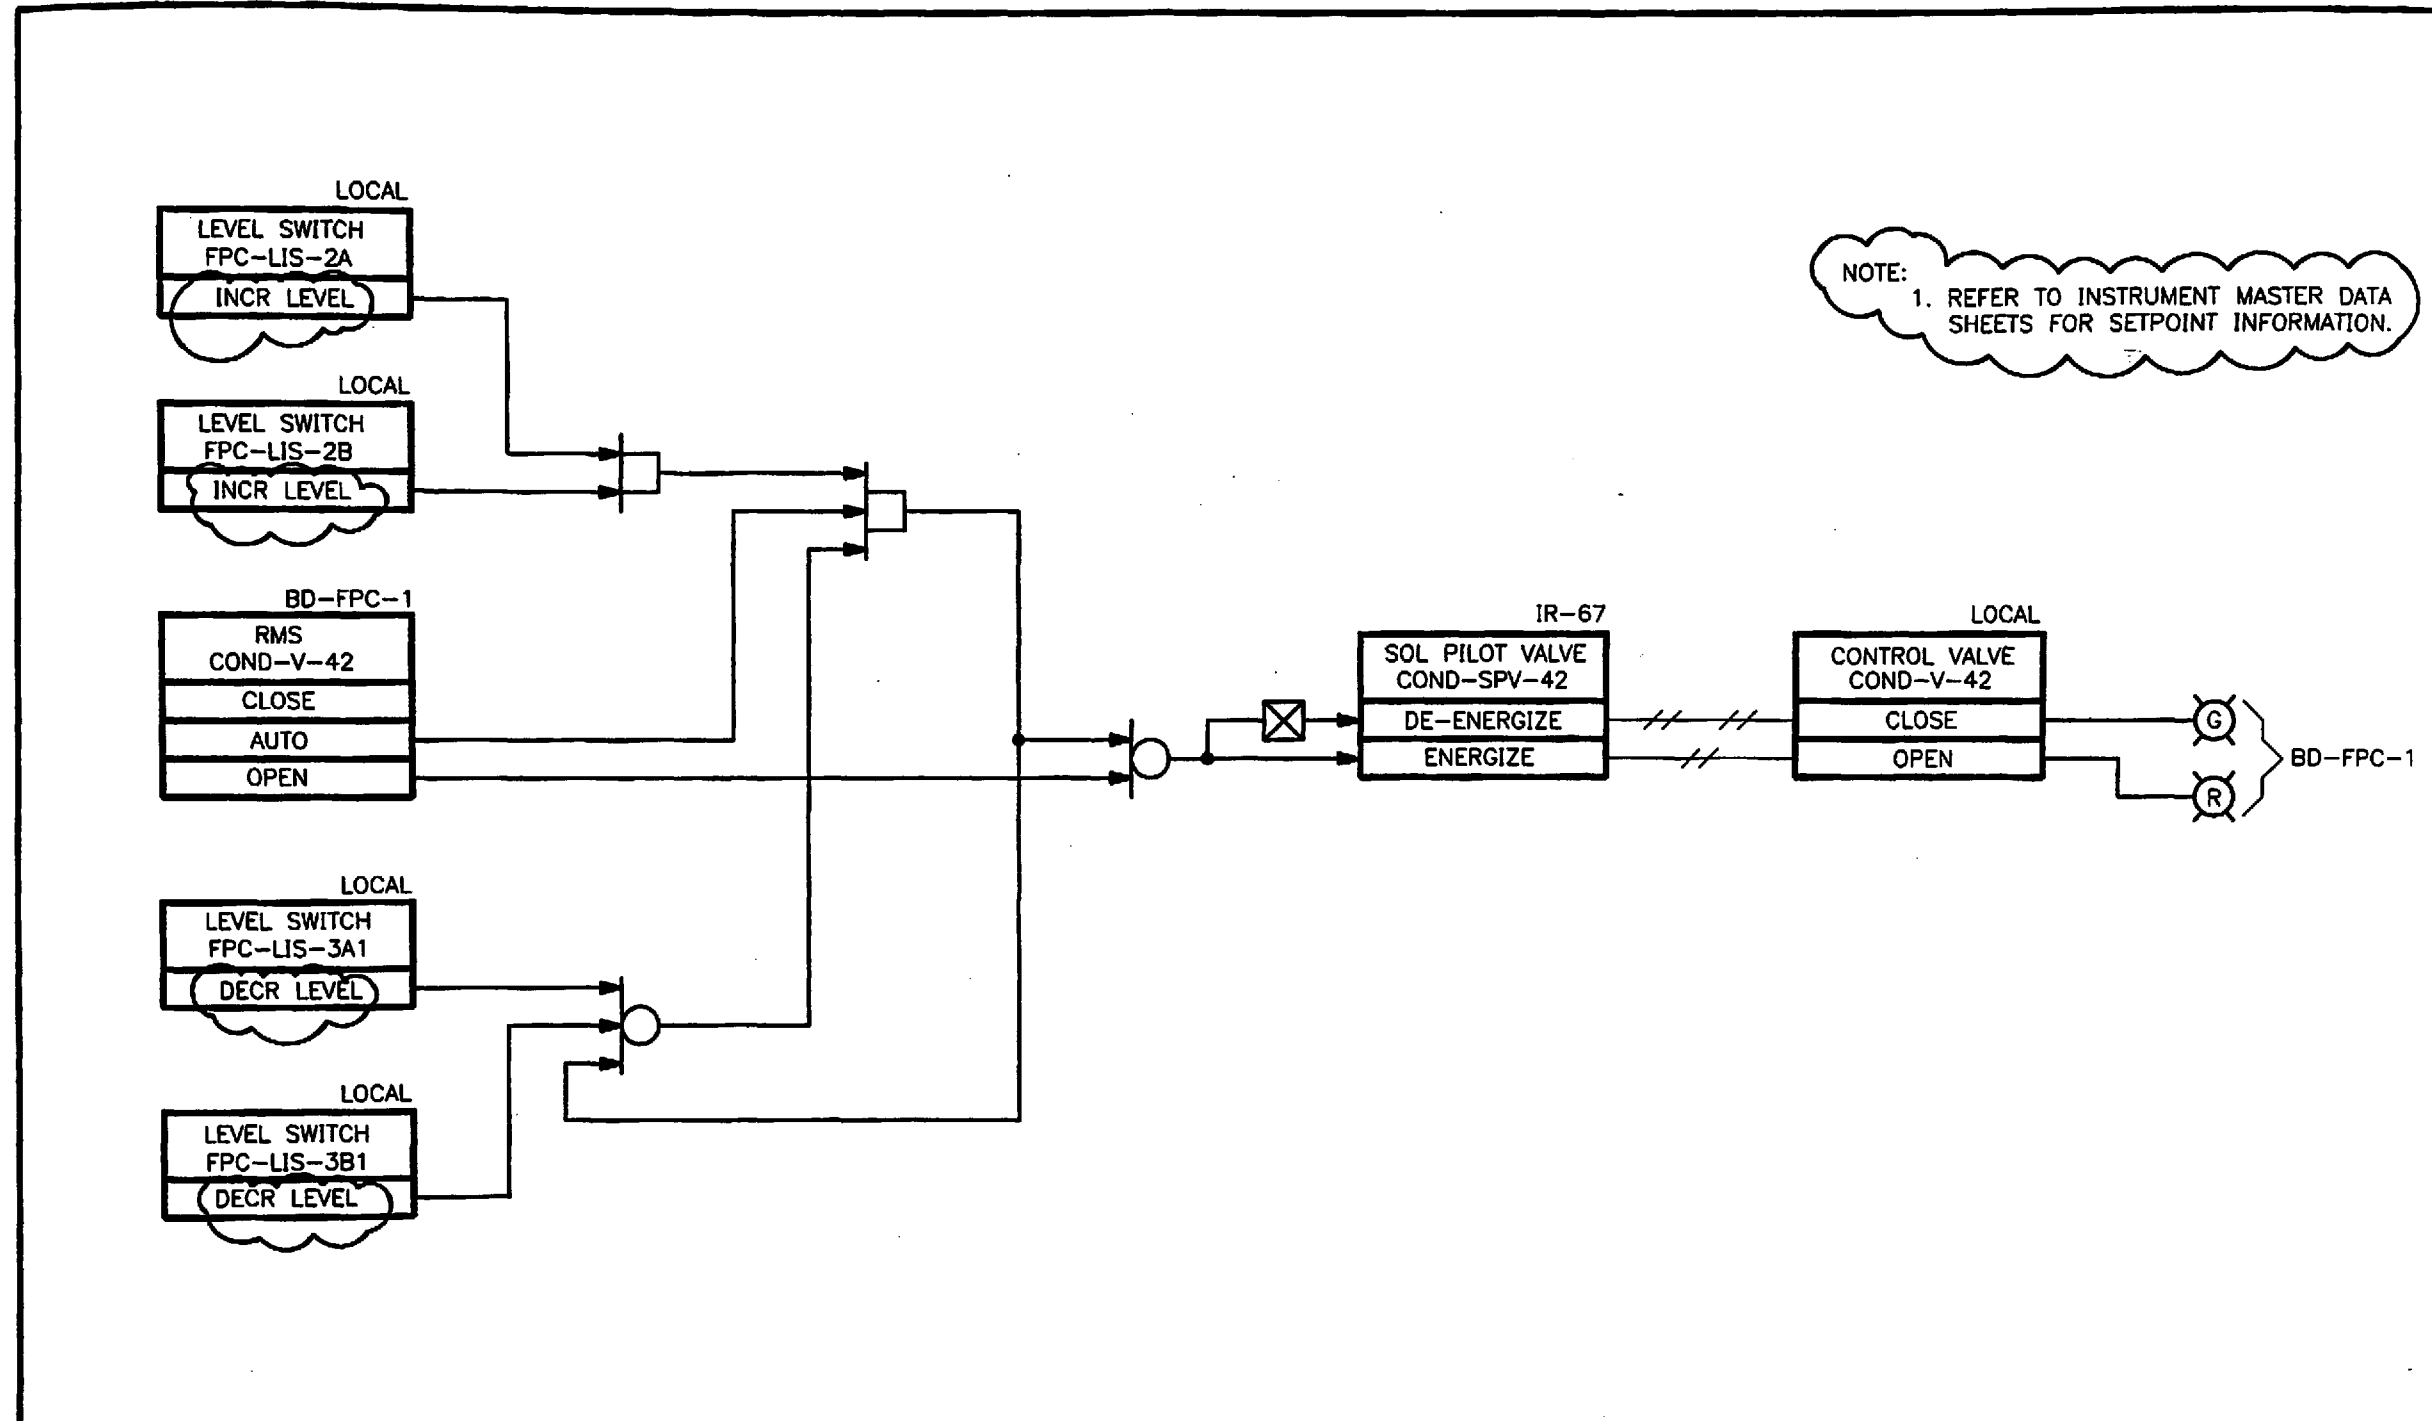 LOCAL
LEVEL SWITCH
FPC-LIS-2A
INCR LEVEL
LOCAL
LEVEL SWITCH
FPC-LIS-2B
INCR LEVEL
BD-FPC-1
RMS
COND-V-42
CLOSE
AUTO
OPEN
LOCAL
LEVEL SWITCH
FPC-LIS-3A1
DECR LEVEL
LOCAL
LEVEL SWITCH
FPC-LIS-3B1
DECR LEVEL
NOTE:
1. REFER TO INSTRUMENT MASTER DATA
SHEETS FOR SETPOINT INFORMATION.
IR-67
SOL PILOT VALVE
COND-SPV-42
DE-ENERGIZE
ENERGIZE
LOCAL
CONTROL VALVE
COND-V-42
CLOSE
OPEN
G
R
BD-FPC-1